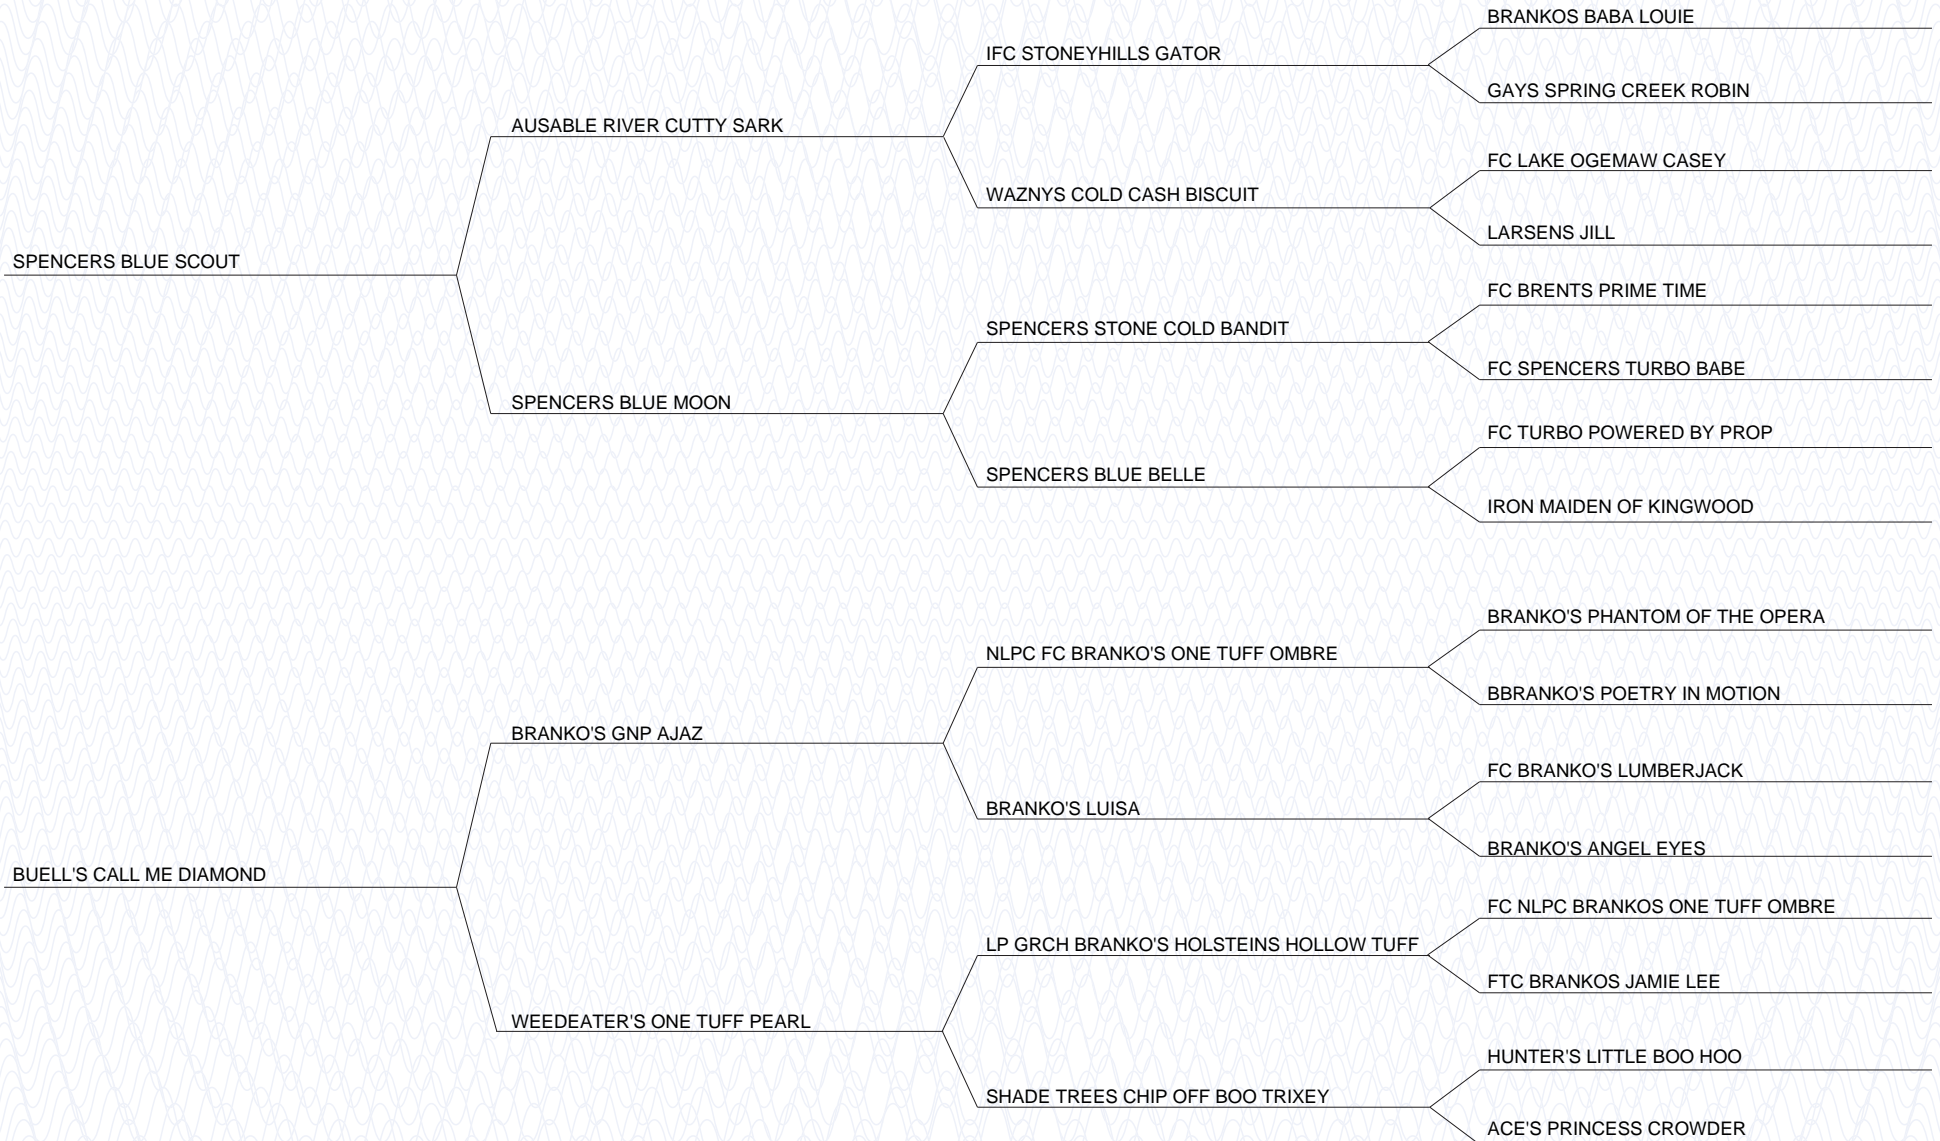 BRANKOS BABA LOUIE
IFC STONEYHILLS GATOR
GAYS SPRING CREEK ROBIN
AUSABLE RIVER CUTTY SARK
FC LAKE OGEMAW CASEY
WAZNYS COLD CASH BISCUIT
LARSENS JILL
SPENCERS BLUE SCOUT
FC BRENTS PRIME TIME
SPENCERS STONE COLD BANDIT
FC SPENCERS TURBO BABE
SPENCERS BLUE MOON
FC TURBO POWERED BY PROP
SPENCERS BLUE BELLE
IRON MAIDEN OF KINGWOOD
BRANKO'S PHANTOM OF THE OPERA
NLPC FC BRANKO'S ONE TUFF OMBRE
BBRANKO'S POETRY IN MOTION
BRANKO'S GNP AJAZ
FC BRANKO'S LUMBERJACK
BRANKO'S LUISA
BRANKO'S ANGEL EYES
BUELL'S CALL ME DIAMOND
FC NLPC BRANKOS ONE TUFF OMBRE
LP GRCH BRANKO'S HOLSTEINS HOLLOW TUFF
FTC BRANKOS JAMIE LEE
WEEDEATER'S ONE TUFF PEARL
HUNTER'S LITTLE BOO HOO
SHADE TREES CHIP OFF BOO TRIXEY
ACE'S PRINCESS CROWDER